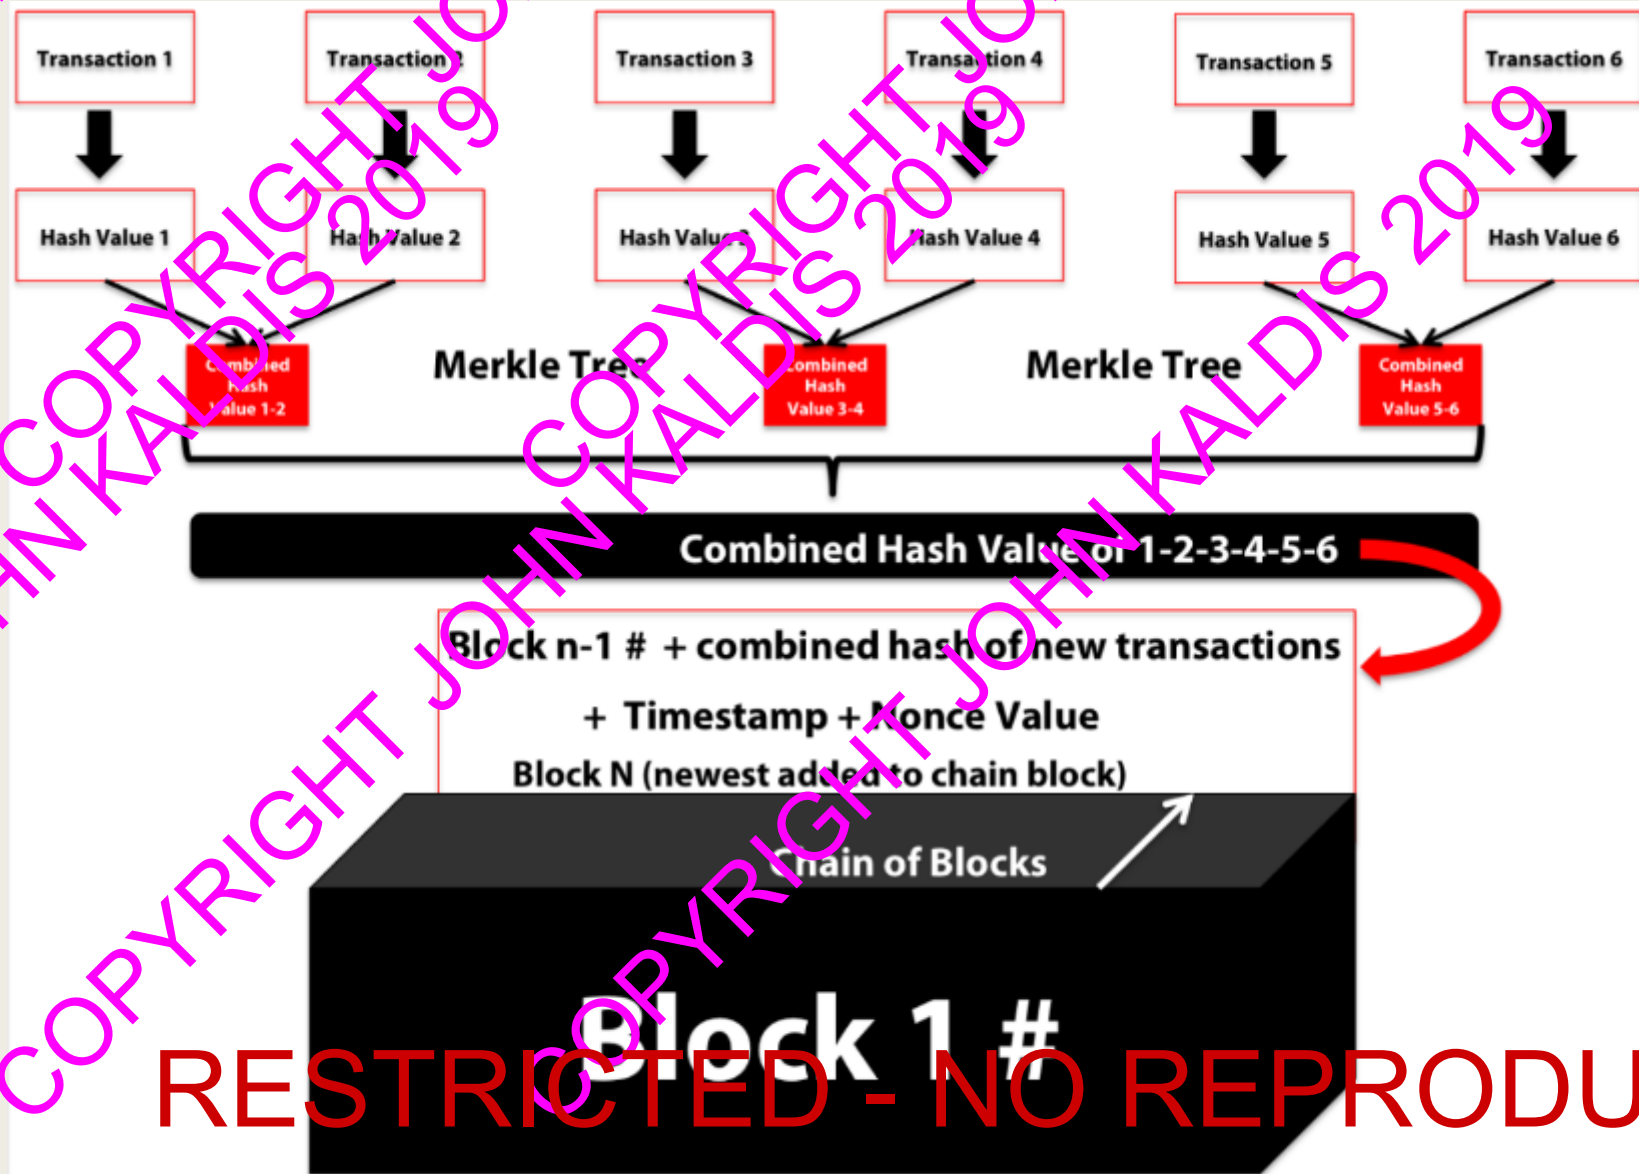 Transaction 1
Transaction 2
Transaction 3
Transaction 4
Transaction 5
Transaction 6
Hash Value 1
Hash Value 2
Hash Value 3
Hash Value 4
Hash Value 5
Hash Value 6
Combined
Hash
Value 1-2
Merkle Tree
Combined
Hash
Value 3-4
Merkle Tree
Combined
Hash
Value 5-6
Combined Hash Value of 1-2-3-4-5-6
Block n-1 # + combined hash of new transactions
+ Timestamp + Nonce Value
Block N (newest added to chain block)
Chain of Blocks
Block 1 #
COPYRIGHT JO
HN KALDIS 2019
COPYRIGHT JO
COPYRIGHT JOHN KALDIS 2019
COPYRIGHT JOHN KALDIS 2019
RESTRICTED - NO REPRODU